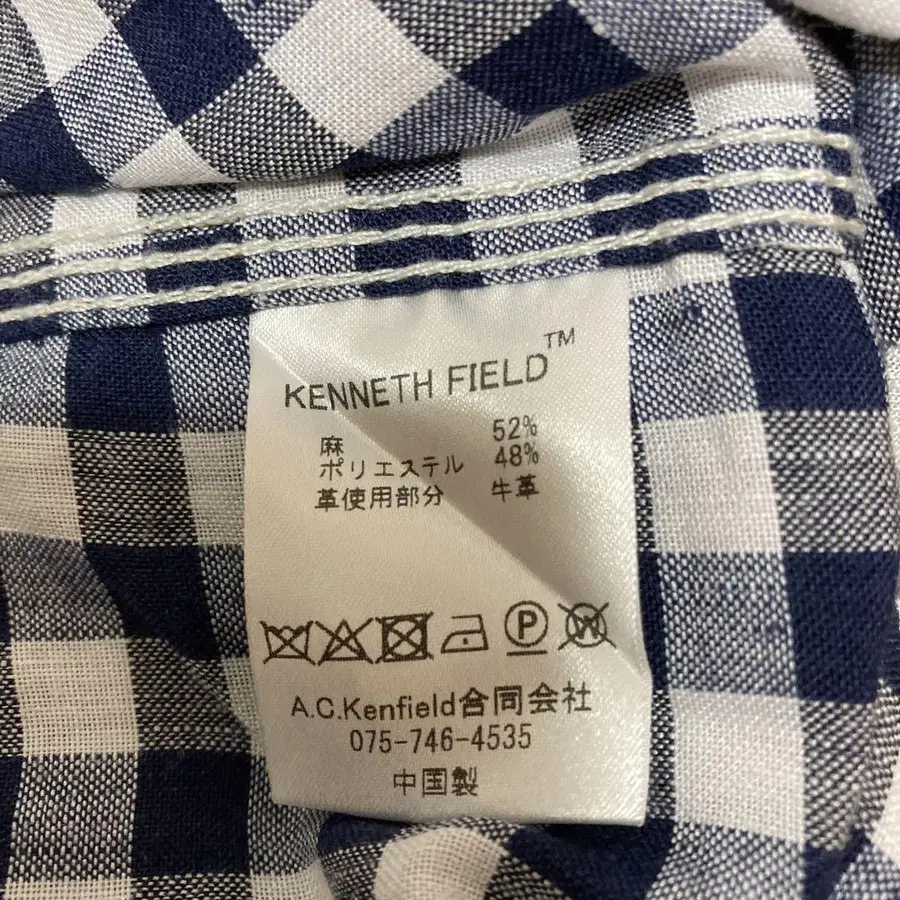 KENNETH FIELD™
麻 52%
ポリエステル 48%
革使用部分 牛革
P W
A.C.Kenfield合同会社
075-746-4535
中国製